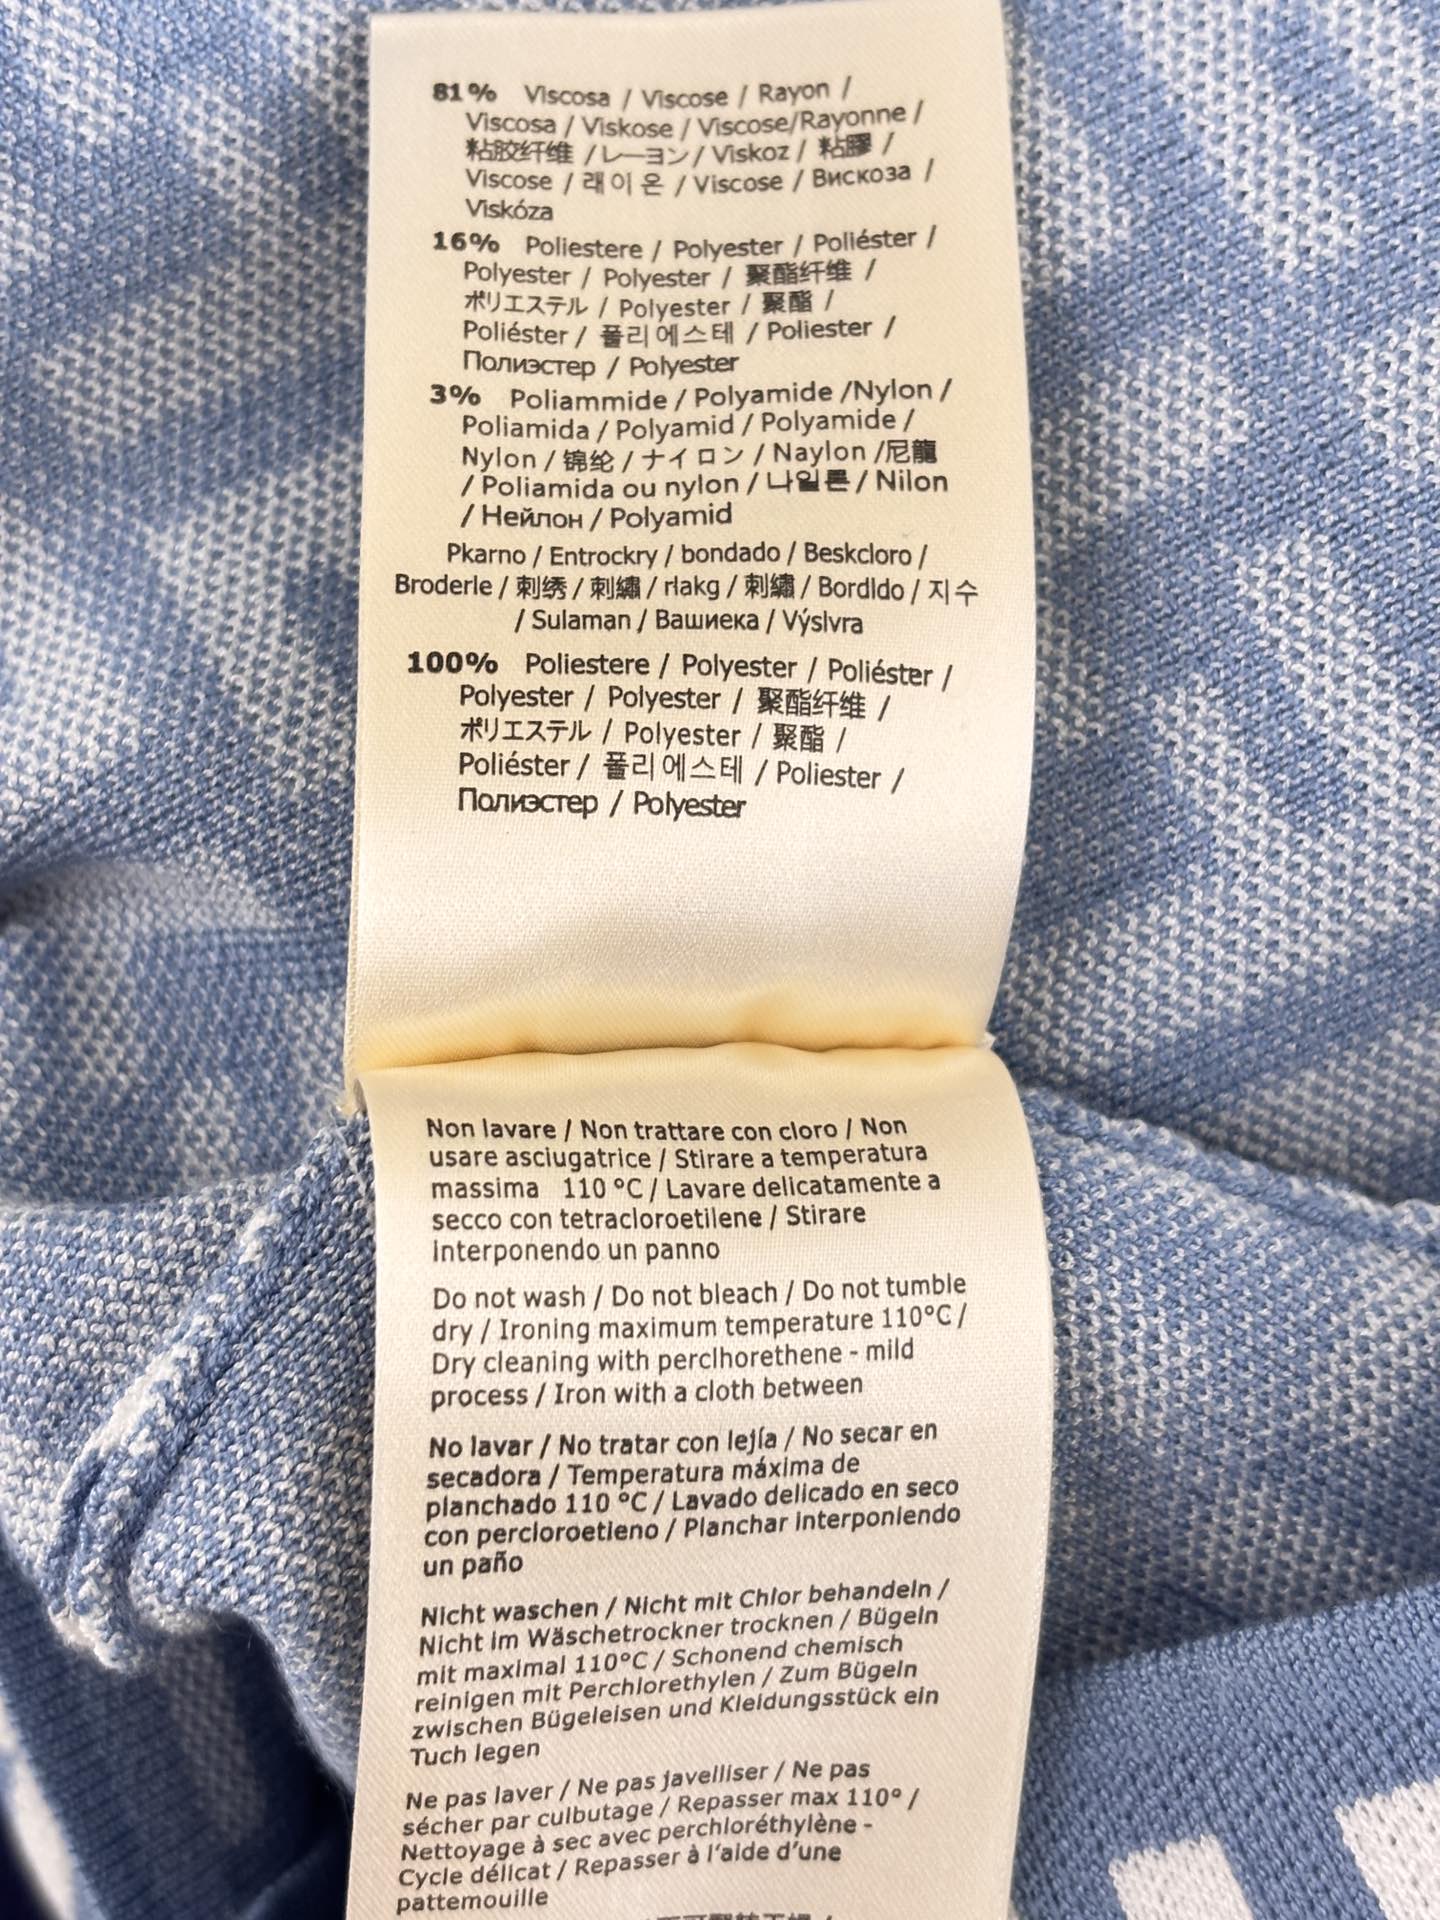 81% Viscosa / Viscose / Rayon /
Viscosa / Viskose / Viscose/Rayonne /
粘胶纤维 / レーヨン / Viskoz / 粘膠 /
Viscose / 래이온 / Viscose / Вискоза /
Viskóza
16% Poliestere / Polyester / Poliéster /
Polyester / Polyester / 聚酯纤维 /
ポリエステル / Polyester / 聚酯 /
Poliéster / 폴리에스테 / Poliester /
Полиэстер / Polyester
3% Poliammide / Polyamide /Nylon /
Poliamida / Polyamid / Polyamide /
Nylon / 锦纶 / ナイロン / Naylon /尼龍
/ Poliamida ou nylon / 나일론 / Nilon
/ Нейлон / Polyamid
Pkarno / Entrockry / bondado / Beskcloro /
Broderle / 刺绣 / 刺繡 / rlakg / 刺繡 / Bordldo / 지수
/ Sulaman / Вашиека / Výslvra
100% Poliestere / Polyester / Poliéster /
Polyester / Polyester / 聚酯纤维 /
ポリエステル / Polyester / 聚酯 /
Poliéster / 폴리에스테 / Poliester /
Полиэстер / Polyester
Non lavare / Non trattare con cloro / Non
usare asciugatrice / Stirare a temperatura
massima 110 °C / Lavare delicatamente a
secco con tetracloroetilene / Stirare
interponendo un panno
Do not wash / Do not bleach / Do not tumble
dry / Ironing maximum temperature 110°C /
Dry cleaning with perclhorethene - mild
process / Iron with a cloth between
No lavar / No tratar con lejía / No secar en
secadora / Temperatura máxima de
planchado 110 °C / Lavado delicado en seco
con percloroetleno / Planchar interponiendo
un paño
Nicht waschen / Nicht mit Chlor behandeln /
Nicht im Wäschetrockner trocknen / Bügeln
mit maximal 110°C / Schonend chemisch
reinigen mit Perchlorethylen / Zum Bügeln
zwischen Bügeleisen und Kleidungsstück ein
Tuch legen
Ne pas laver / Ne pas javelliser / Ne pas
sécher par culbutage / Repasser max 110° /
Nettoyage à sec avec perchloréthylène -
Cycle délicat / Repasser à l'aide d'une
pattemouille